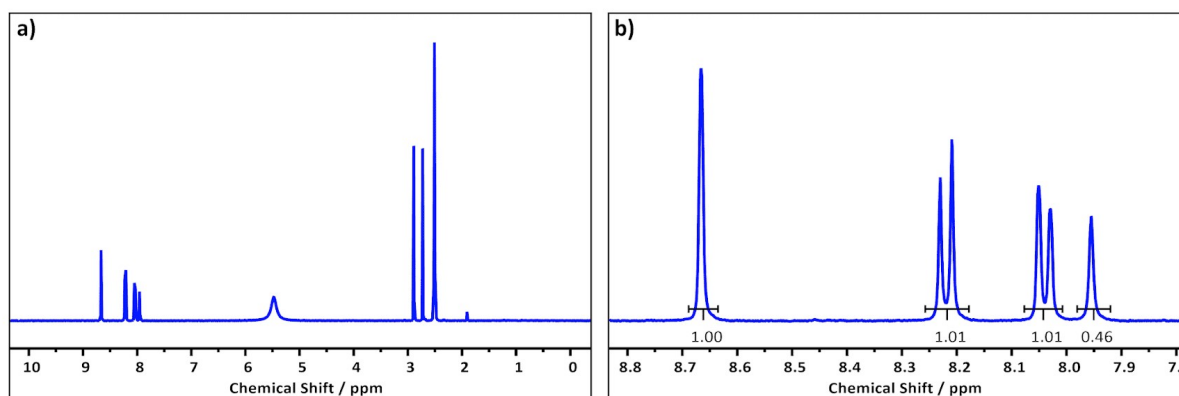 a)
10 9 8 7 6 5 4 3 2 1 0
Chemical Shift / ppm
b)
1.00 1.01 1.01 0.46
8.8 8.7 8.6 8.5 8.4 8.3 8.2 8.1 8.0 7.9
Chemical Shift / ppm